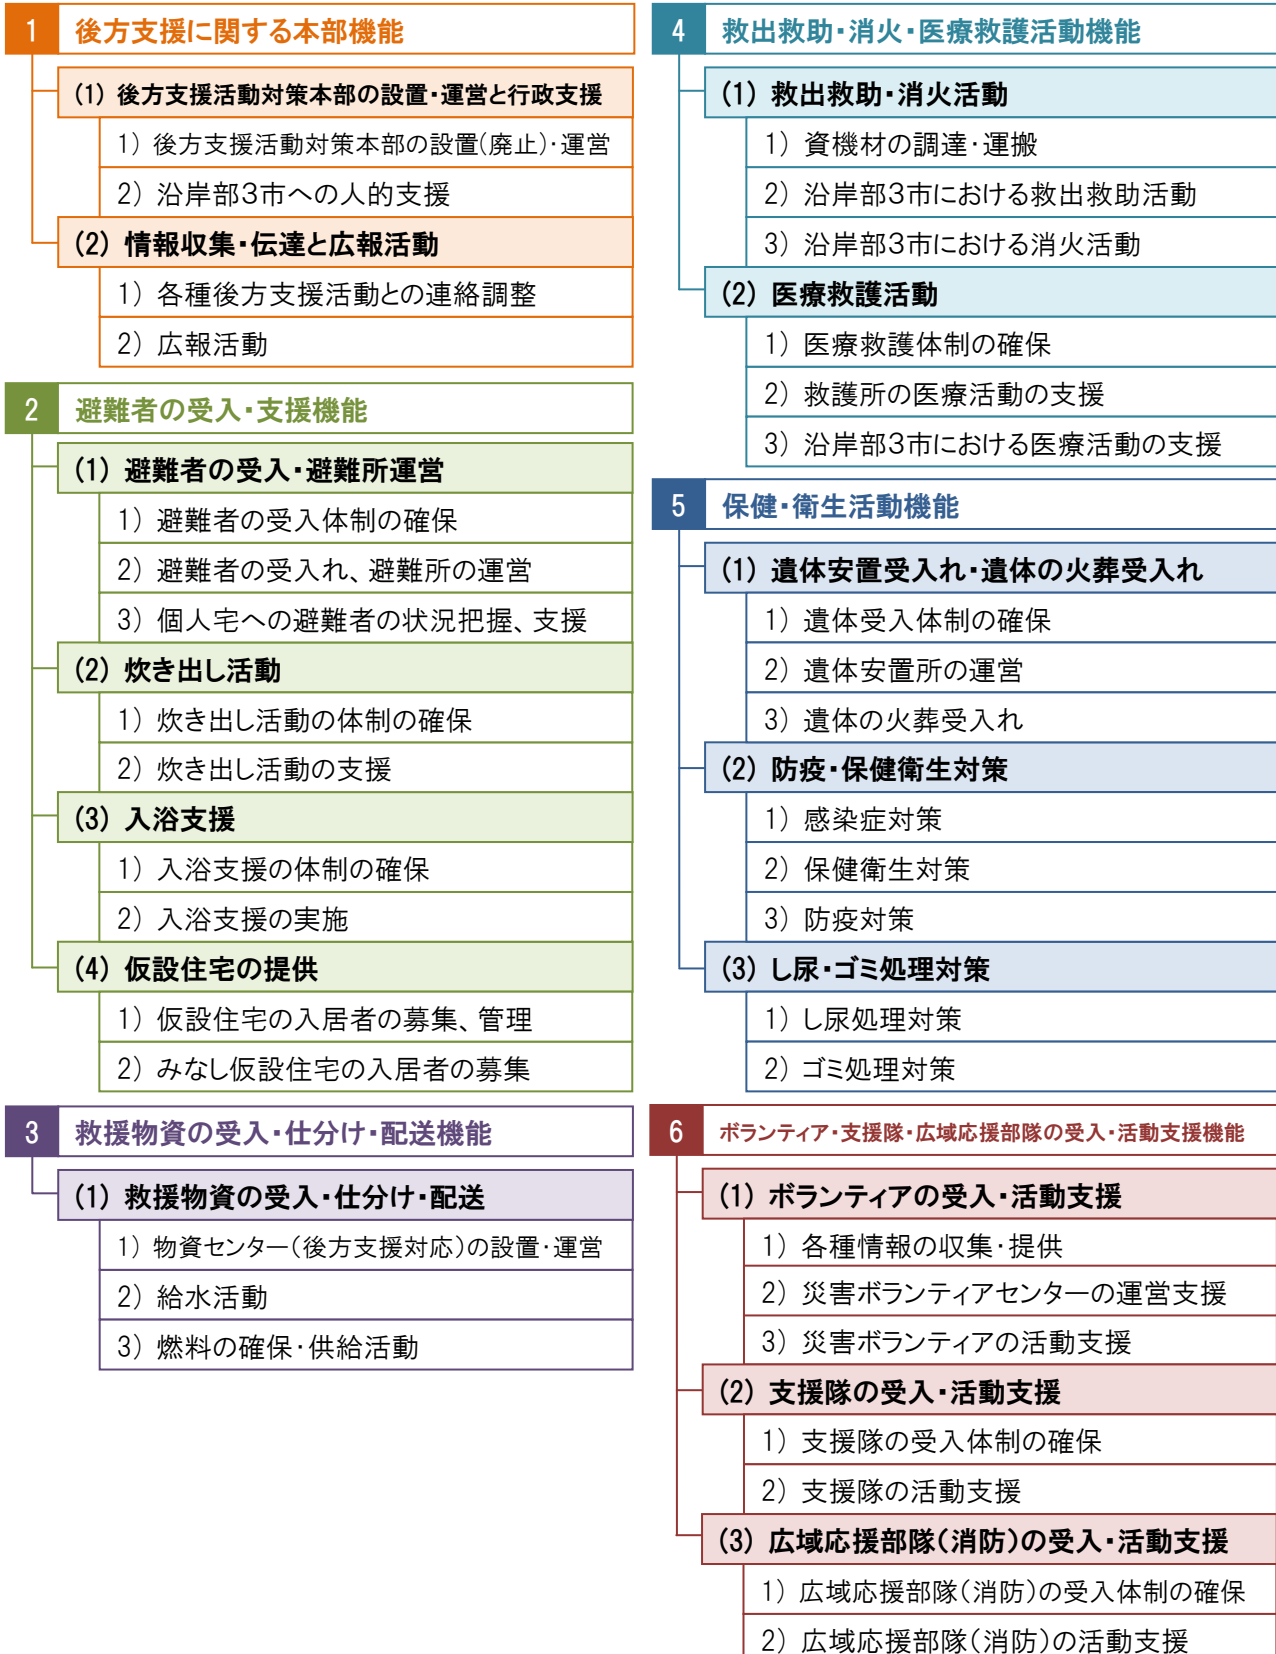 1 後方支援に関する本部機能
(1) 後方支援活動対策本部の設置・運営と行政支援
1) 後方支援活動対策本部の設置(廃止)・運営
2) 沿岸部3市への人的支援
(2) 情報収集・伝達と広報活動
1) 各種後方支援活動との連絡調整
2) 広報活動
2 避難者の受入・支援機能
(1) 避難者の受入・避難所運営
1) 避難者の受入体制の確保
2) 避難者の受入れ、避難所の運営
3) 個人宅への避難者の状況把握、支援
(2) 炊き出し活動
1) 炊き出し活動の体制の確保
2) 炊き出し活動の支援
(3) 入浴支援
1) 入浴支援の体制の確保
2) 入浴支援の実施
(4) 仮設住宅の提供
1) 仮設住宅の入居者の募集、管理
2) みなし仮設住宅の入居者の募集
3 救援物資の受入・仕分け・配送機能
(1) 救援物資の受入・仕分け・配送
1) 物資センター(後方支援対応)の設置・運営
2) 給水活動
3) 燃料の確保・供給活動
4 救出救助・消火・医療救護活動機能
(1) 救出救助・消火活動
1) 資機材の調達・運搬
2) 沿岸部3市における救出救助活動
3) 沿岸部3市における消火活動
(2) 医療救護活動
1) 医療救護体制の確保
2) 救護所の医療活動の支援
3) 沿岸部3市における医療活動の支援
5 保健・衛生活動機能
(1) 遺体安置受入れ・遺体の火葬受入れ
1) 遺体受入体制の確保
2) 遺体安置所の運営
3) 遺体の火葬受入れ
(2) 防疫・保健衛生対策
1) 感染症対策
2) 保健衛生対策
3) 防疫対策
(3) し尿・ゴミ処理対策
1) し尿処理対策
2) ゴミ処理対策
6 ボランティア・支援隊・広域応援部隊の受入・活動支援機能
(1) ボランティアの受入・活動支援
1) 各種情報の収集・提供
2) 災害ボランティアセンターの運営支援
3) 災害ボランティアの活動支援
(2) 支援隊の受入・活動支援
1) 支援隊の受入体制の確保
2) 支援隊の活動支援
(3) 広域応援部隊(消防)の受入・活動支援
1) 広域応援部隊(消防)の受入体制の確保
2) 広域応援部隊(消防)の活動支援